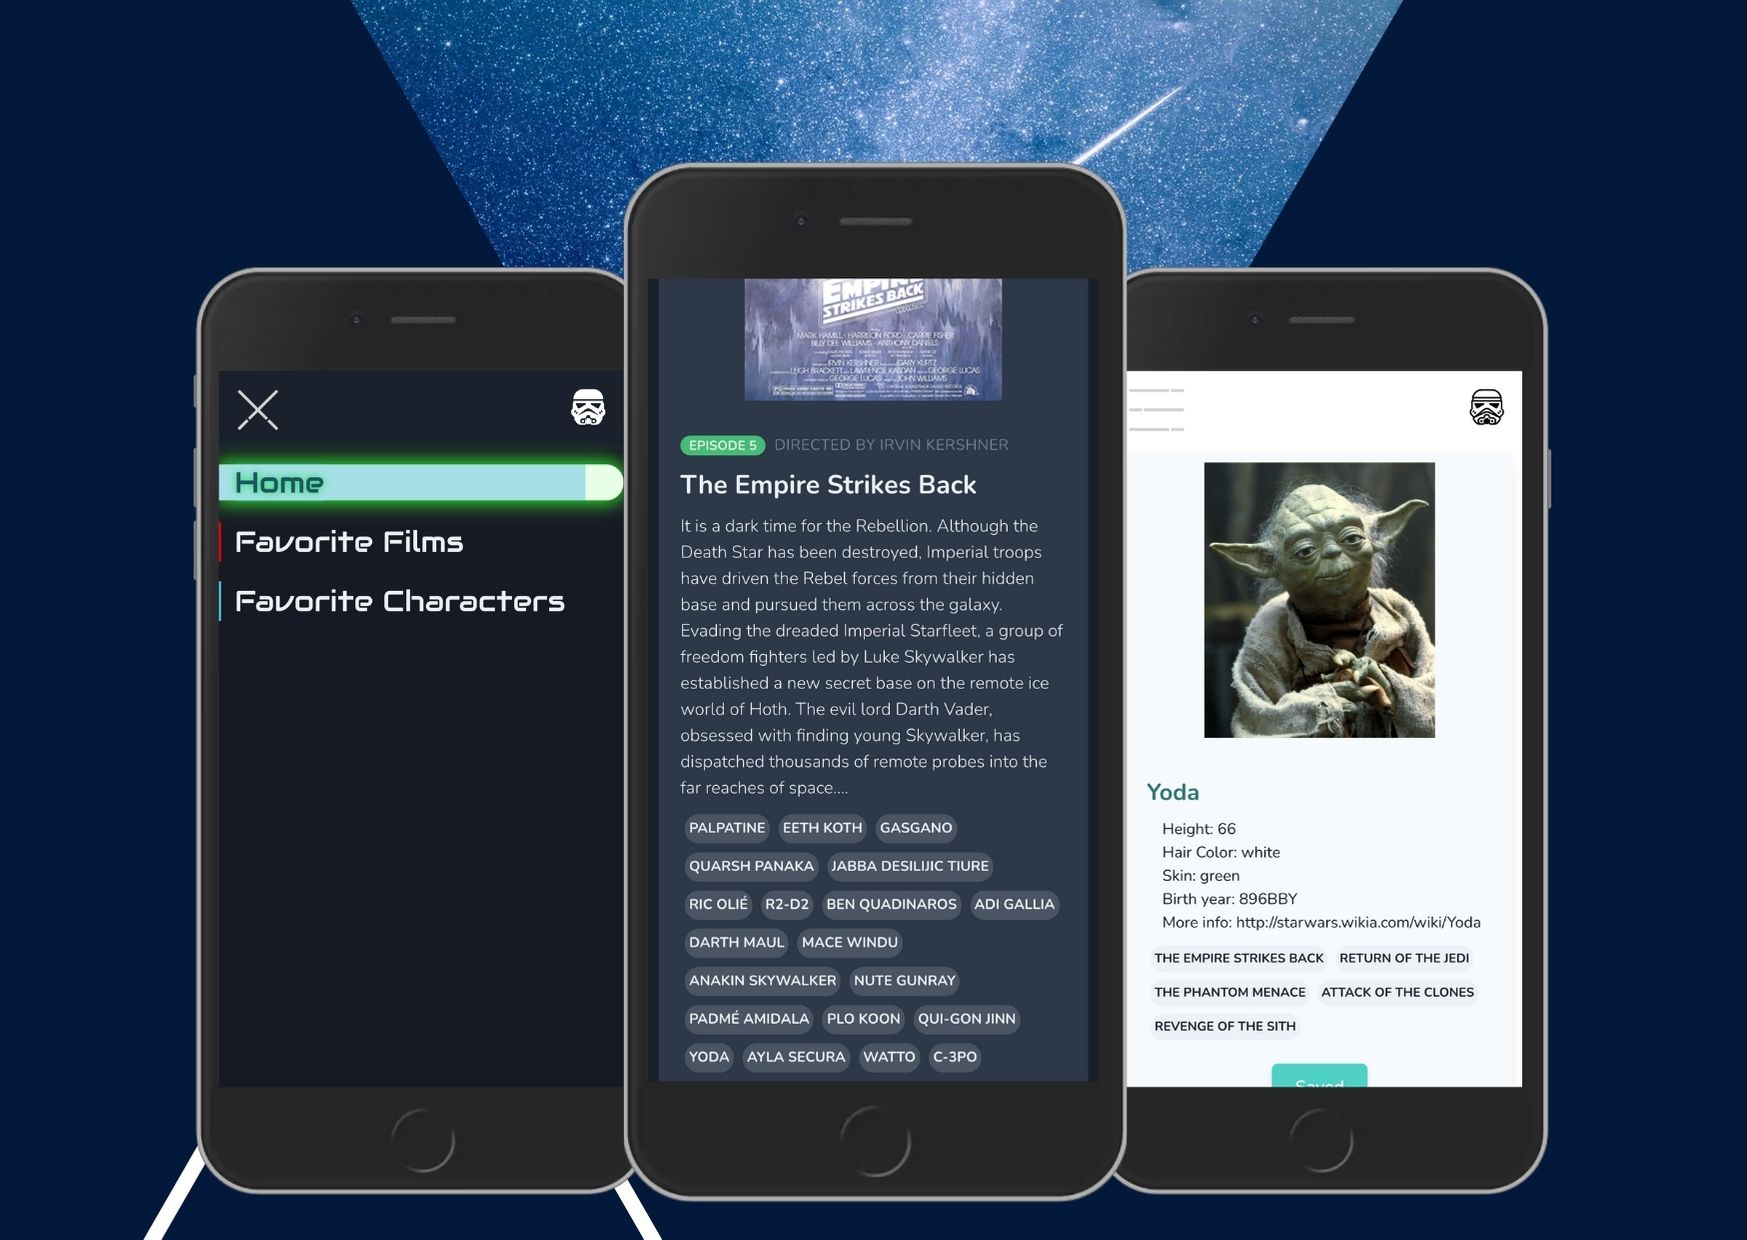 Home
Favorite Films
Favorite Characters
EMPIRE
STRIKES BACK
MARK HAMILL · HARRISON FORD · CARRIE FISHER
BILLY DEE WILLIAMS · ANTHONY DANIELS
IRVIN KERSHNER GARY KURTZ
LEIGH BRACKETT LAWRENCE KASDAN GEORGE LUCAS
GEORGE LUCAS JOHN WILLIAMS
EPISODE 5 DIRECTED BY IRVIN KERSHNER
The Empire Strikes Back
It is a dark time for the Rebellion. Although the
Death Star has been destroyed, Imperial troops
have driven the Rebel forces from their hidden
base and pursued them across the galaxy.
Evading the dreaded Imperial Starfleet, a group of
freedom fighters led by Luke Skywalker has
established a new secret base on the remote ice
world of Hoth. The evil lord Darth Vader,
obsessed with finding young Skywalker, has
dispatched thousands of remote probes into the
far reaches of space....
PALPATINE EETH KOTH GASGANO
QUARSH PANAKA JABBA DESILIJIC TIURE
RIC OLIÉ R2-D2 BEN QUADINAROS ADI GALLIA
DARTH MAUL MACE WINDU
ANAKIN SKYWALKER NUTE GUNRAY
PADMÉ AMIDALA PLO KOON QUI-GON JINN
YODA AYLA SECURA WATTO C-3PO
Yoda
Height: 66
Hair Color: white
Skin: green
Birth year: 896BBY
More info: http://starwars.wikia.com/wiki/Yoda
THE EMPIRE STRIKES BACK RETURN OF THE JEDI
THE PHANTOM MENACE ATTACK OF THE CLONES
REVENGE OF THE SITH
Saved